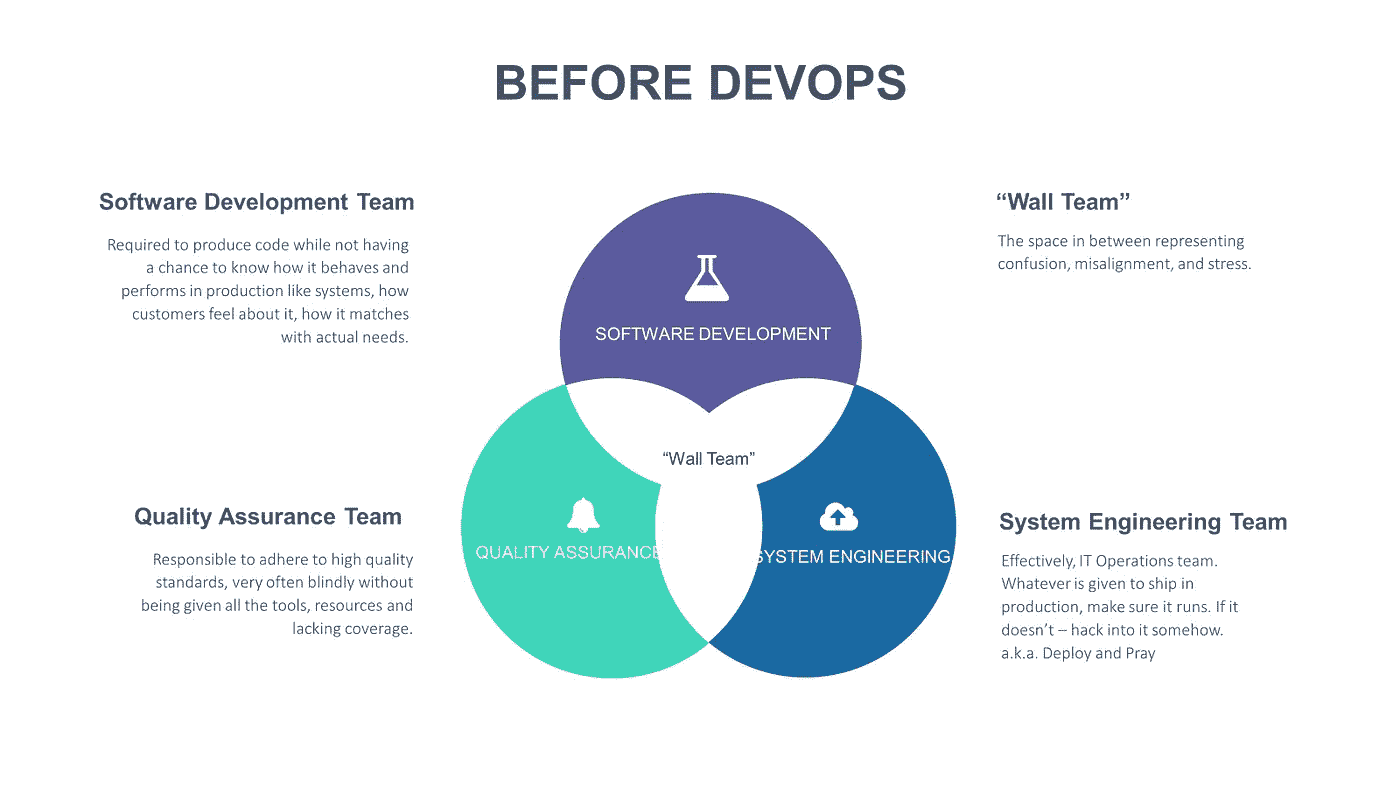 BEFORE DEVOPS
Software Development Team
Required to produce code while not having
a chance to know how it behaves and
performs in production like systems, how
customers feel about it, how it matches
with actual needs.
“Wall Team”
The space in between representing
confusion, misalignment, and stress.
SOFTWARE DEVELOPMENT
“Wall Team”
QUALITY ASSURANCE
SYSTEM ENGINEERING
Quality Assurance Team
Responsible to adhere to high quality
standards, very often blindly without
being given all the tools, resources and
lacking coverage.
System Engineering Team
Effectively, IT Operations team.
Whatever is given to ship in
production, make sure it runs. If it
doesn’t – hack into it somehow.
a.k.a. Deploy and Pray